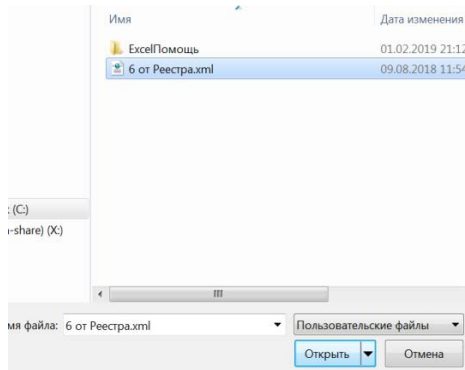 Имя Дата изменения
ExcelПомощь 01.02.2019 21:12
6 от Реестра.xml 09.08.2018 11:54
(C:)
-share) (X:)
мя файла: 6 от Реестра.xml Пользовательские файлы
Открыть Отмена